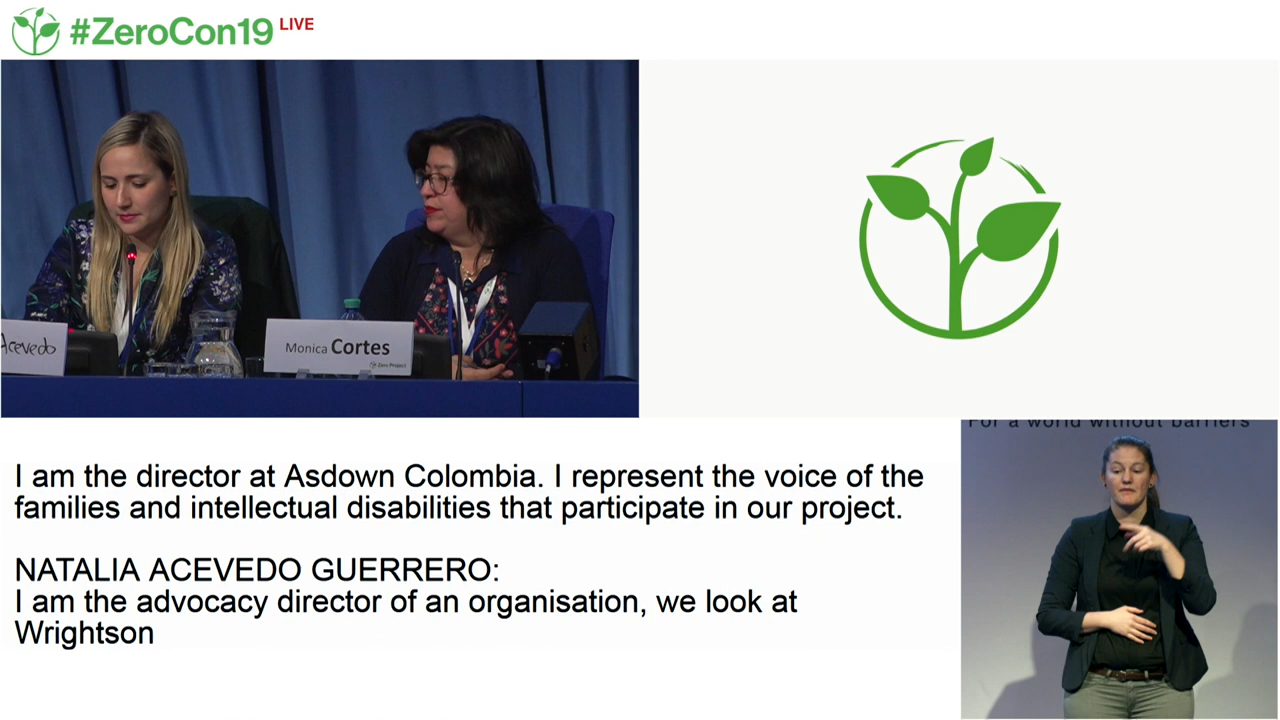 #ZeroCon19 LIVE
Acevedo
Monica Cortes
Zero Project
For a world without barriers
I am the director at Asdown Colombia. I represent the voice of the
families and intellectual disabilities that participate in our project.
NATALIA ACEVEDO GUERRERO:
I am the advocacy director of an organisation, we look at
Wrightson